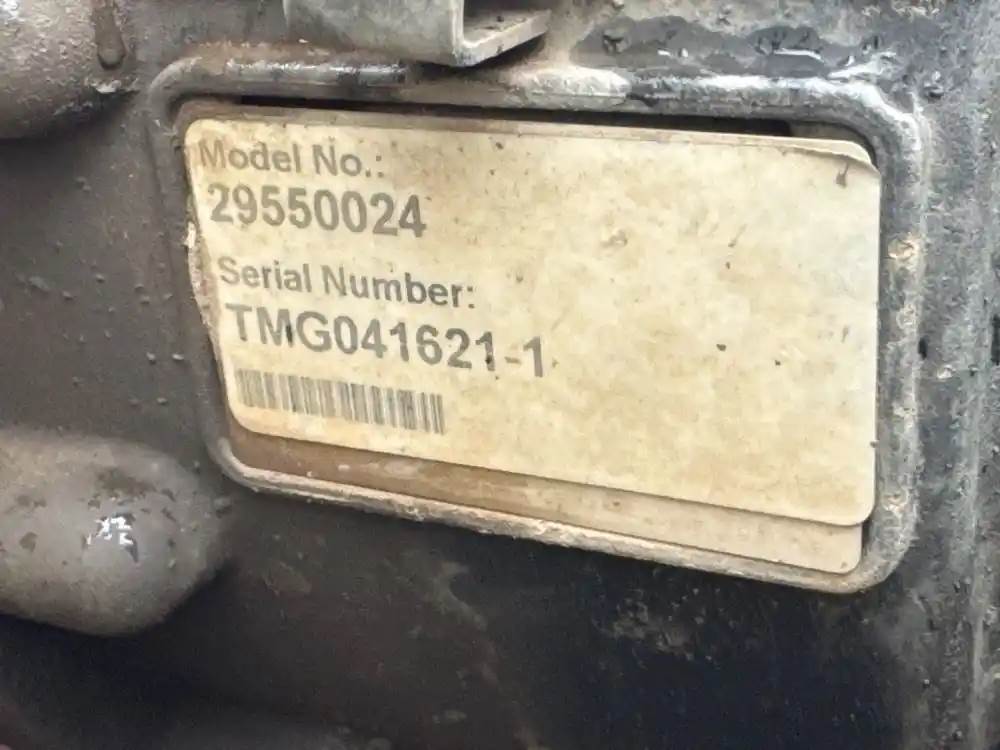 Model No.:
29550024
Serial Number:
TMG041621-1